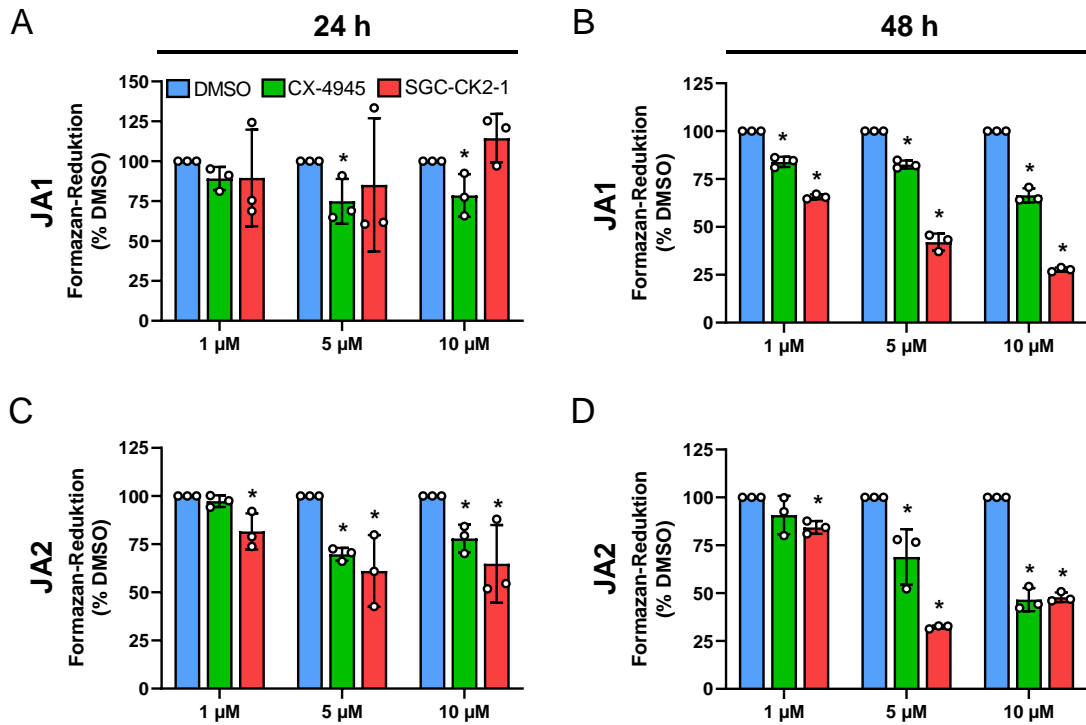 A
24 h
B
48 h
JA1
Formazan-Reduktion
(% DMSO)
150
125
100
75
50
25
0
DMSO
CX-4945
SGC-CK2-1
*
*
1 µM
5 µM
10 µM
JA1
Formazan-Reduktion
(% DMSO)
125
100
75
50
25
0
*
*
*
*
*
*
1 µM
5 µM
10 µM
C
D
JA2
Formazan-Reduktion
(% DMSO)
125
100
75
50
25
0
*
*
*
*
*
1 µM
5 µM
10 µM
JA2
Formazan-Reduktion
(% DMSO)
125
100
75
50
25
0
*
*
*
*
*
1 µM
5 µM
10 µM